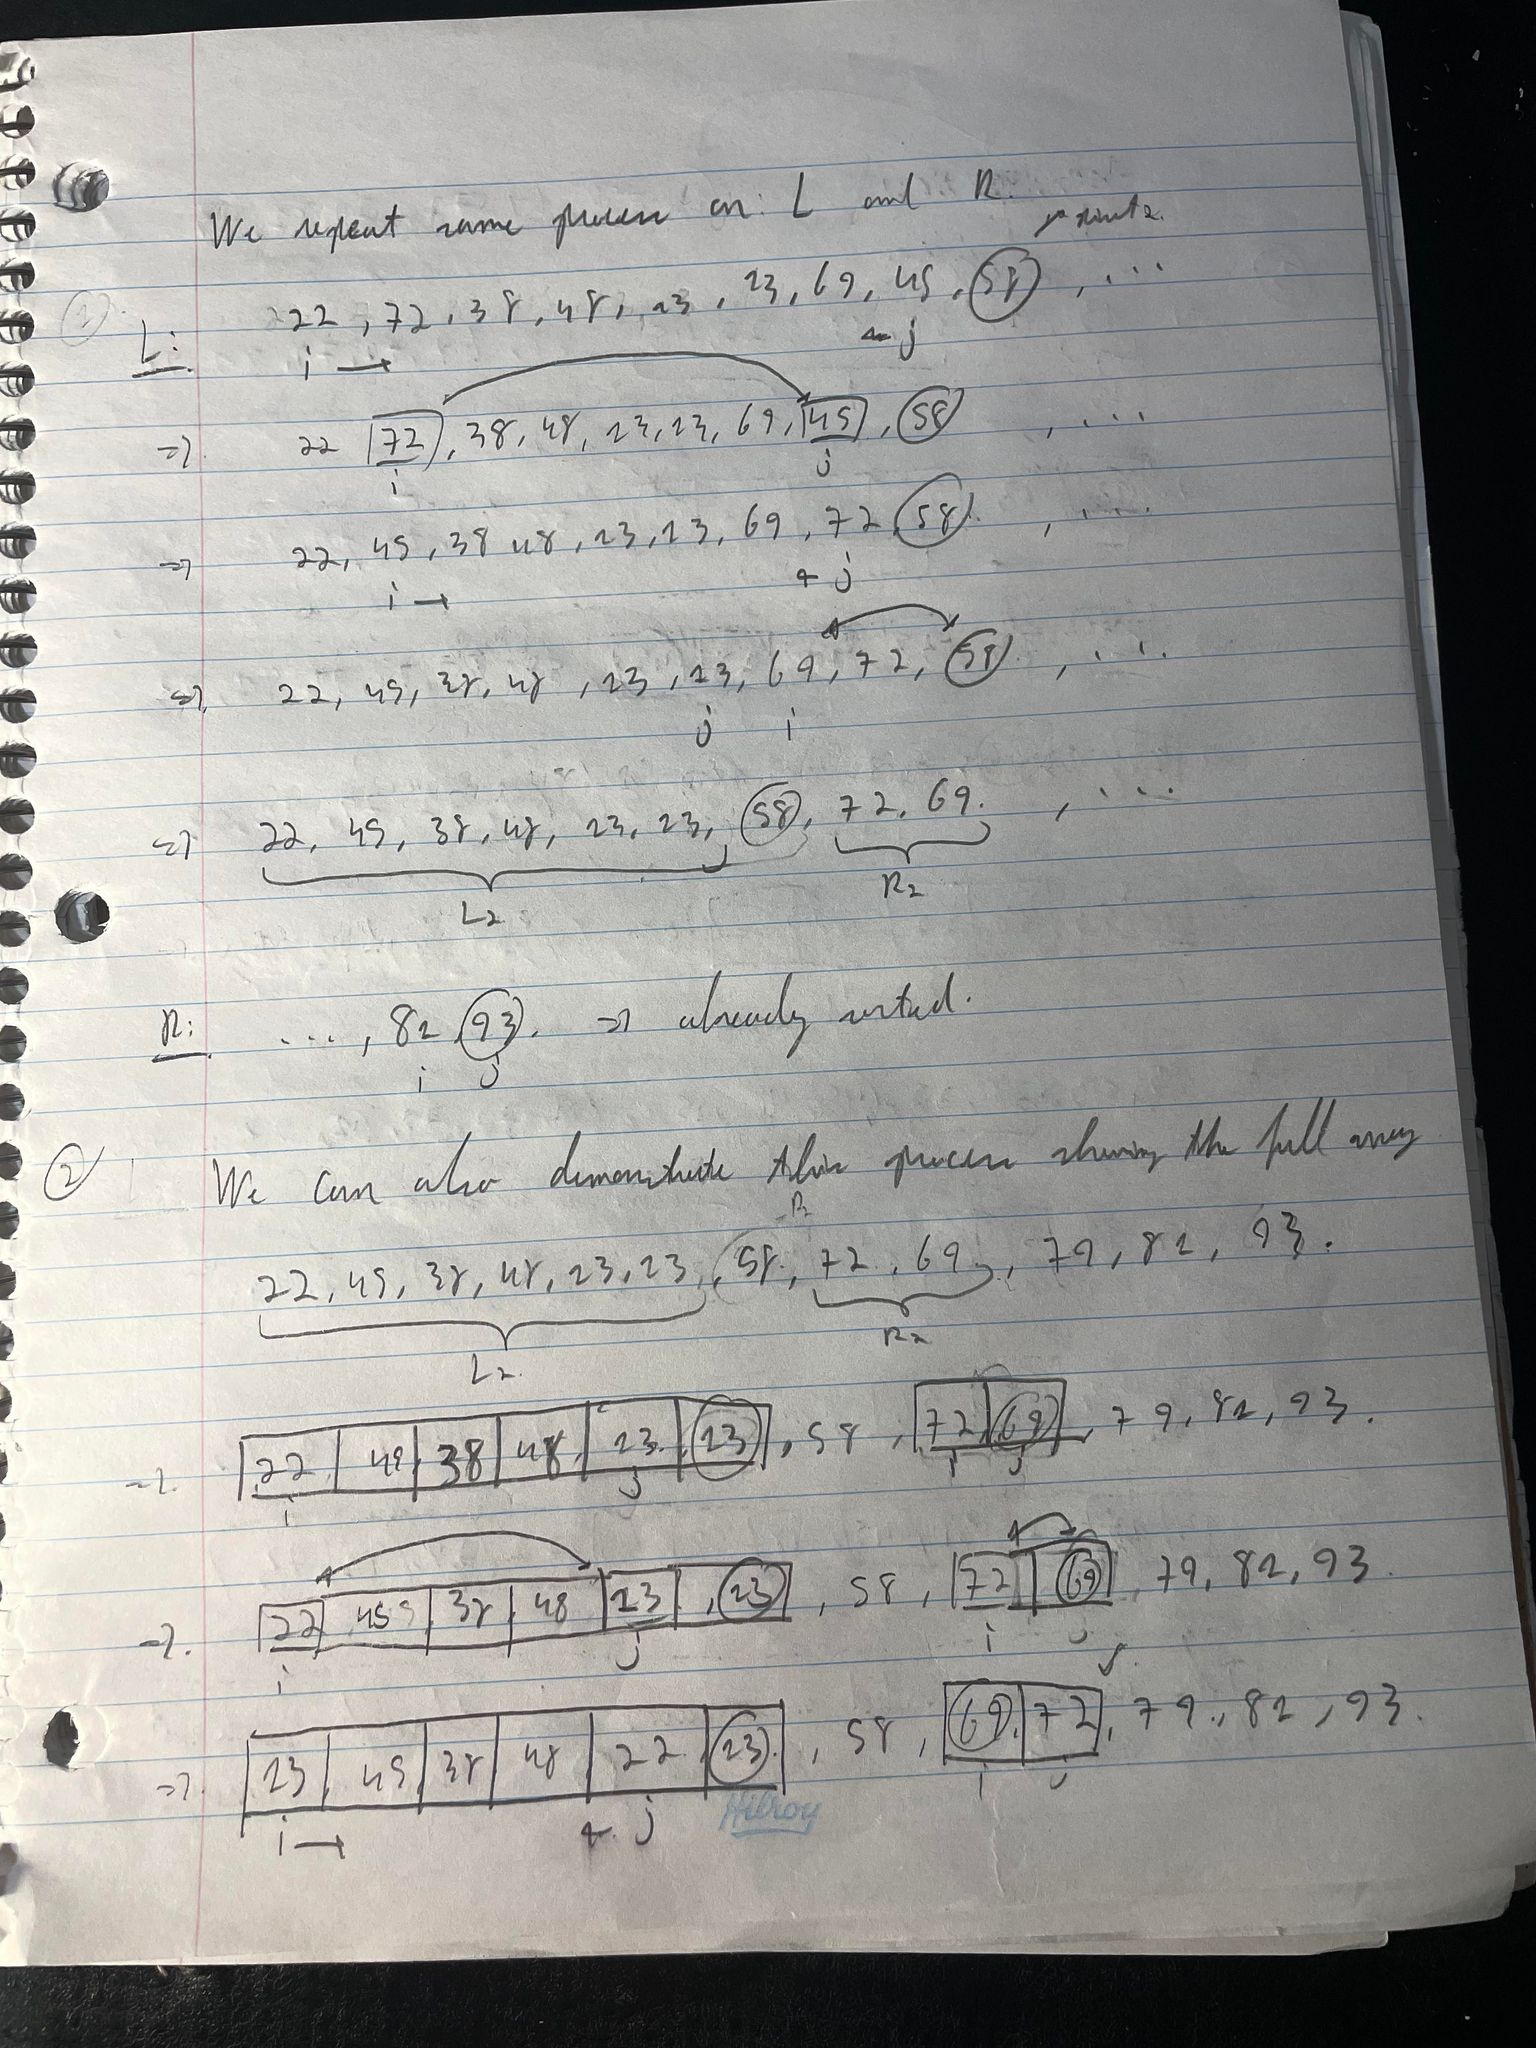 We repeat same process on: L and R.
pivot 2.
L: 22, 72, 38, 48, 23, 23, 69, 45, 58, ...
i → ← j
=> 22 72, 38, 48, 23, 23, 69, 45, 58 , ...
i j
=> 22, 45, 38 48, 23, 23, 69, 72 58 , ...
i → ← j
=> 22, 45, 38, 48, 23, 23, 69, 72, 58 , ...
j i
=> 22, 45, 38, 48, 23, 23, 58, 72, 69. , ...
L2 R2
R: ..., 82 93. => already sorted.
i j
2 We can also demonstrate this process showing the full array
22, 45, 38, 48, 23, 23, 58, 72, 69, 79, 82, 93.
L2 R2
=> 22 45 38 48 23 23, 58, 72 69, 79, 82, 93.
i j i j
=> 22 45 38 48 23, 23, 58, 72 69, 79, 82, 93.
i j i j
=> 23 45 38 48 22 23, 58, 69, 72, 79, 82, 93.
i → ← j i j
Hilroy